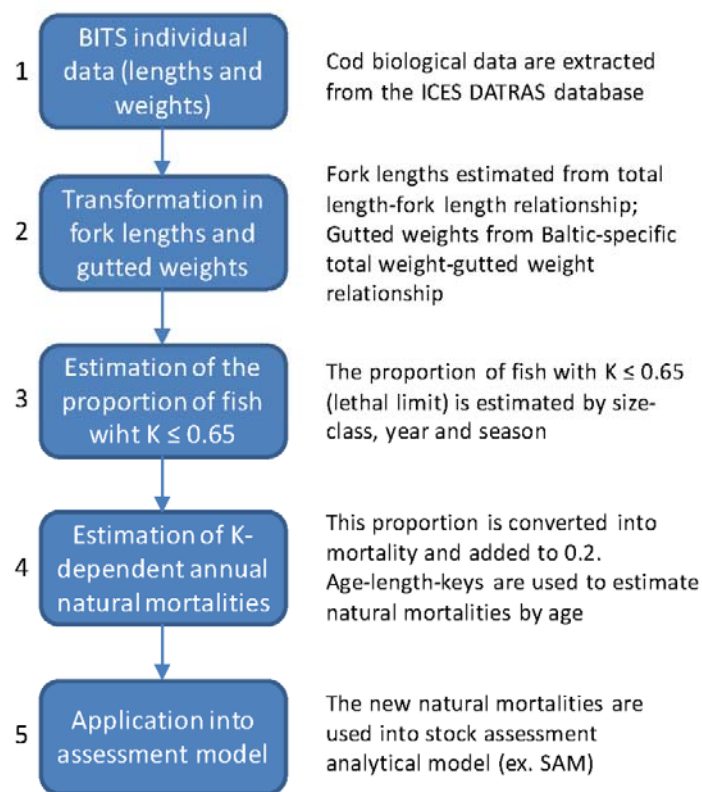 1
BITS individual
data (lengths and
weights)
Cod biological data are extracted
from the ICES DATRAS database
2
Transformation in
fork lengths and
gutted weights
Fork lengths estimated from total
length-fork length relationship;
Gutted weights from Baltic-specific
total weight-gutted weight
relationship
3
Estimation of the
proportion of fish
wiht K ≤ 0.65
The proportion of fish with K ≤ 0.65
(lethal limit) is estimated by size-
class, year and season
4
Estimation of K-
dependent annual
natural mortalities
This proportion is converted into
mortality and added to 0.2.
Age-length-keys are used to estimate
natural mortalities by age
5
Application into
assessment model
The new natural mortalities are
used into stock assessment
analytical model (ex. SAM)